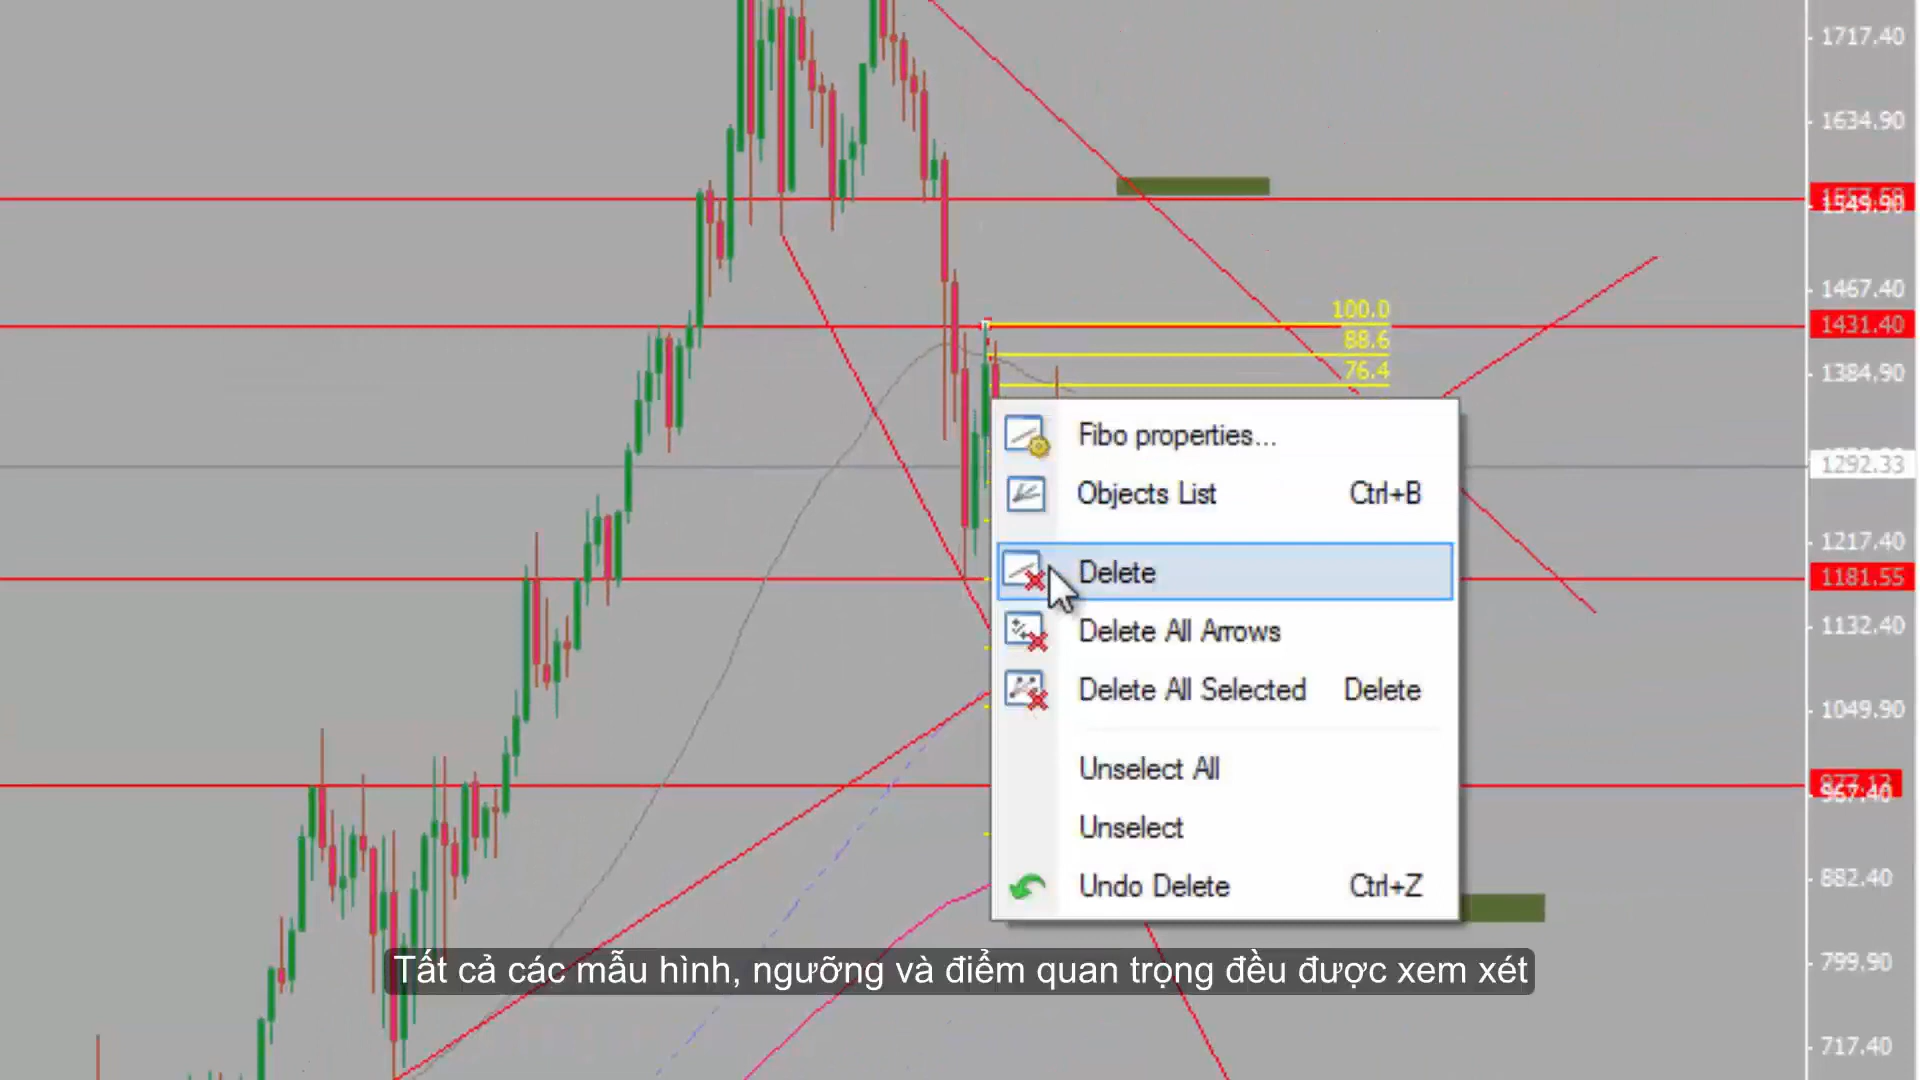 1717.40
1634.90
1467.40
100.0
1431.40
88.6
76.4
1384.90
Fibo properties...
1292.33
Objects List Ctrl+B
1217.40
Delete
1181.55
Delete All Arrows
1132.40
Delete All Selected Delete
1049.90
Unselect All
Unselect
Undo Delete Ctrl+Z
882.40
Tất cả các mẫu hình, ngưỡng và điểm quan trọng đều được xem xét
799.90
717.40